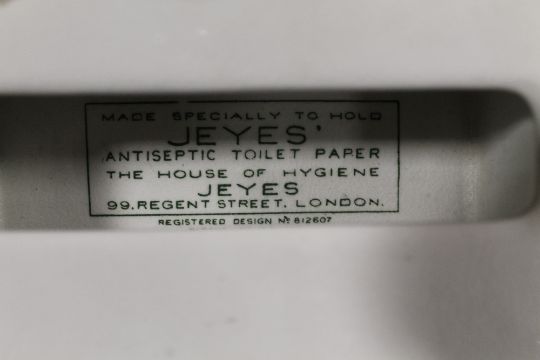 MADE SPECIALLY TO HOLD
JEYES'
ANTISEPTIC TOILET PAPER
THE HOUSE OF HYGIENE
JEYES
99, REGENT STREET, LONDON.
REGISTERED DESIGN Nº 812607